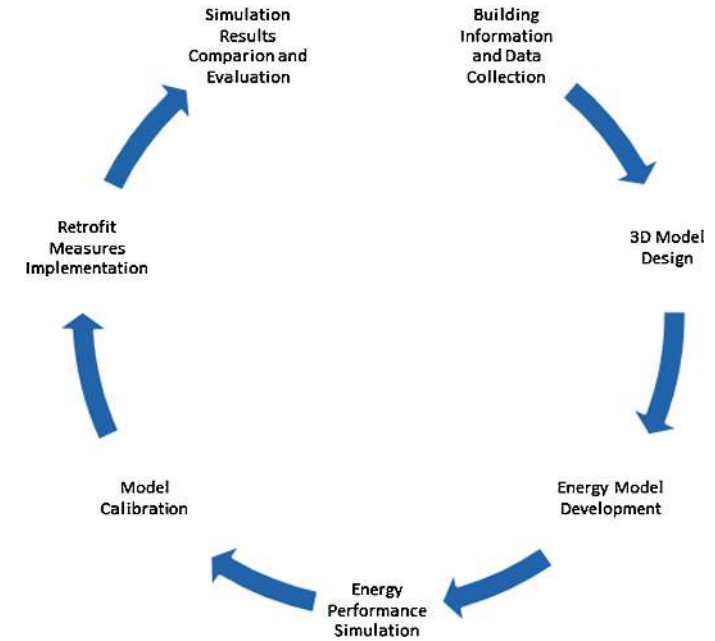 Building
Information
and Data
Collection
3D Model
Design
Energy Model
Development
Energy
Performance
Simulation
Model
Calibration
Retrofit
Measures
Implementation
Simulation
Results
Comparion and
Evaluation